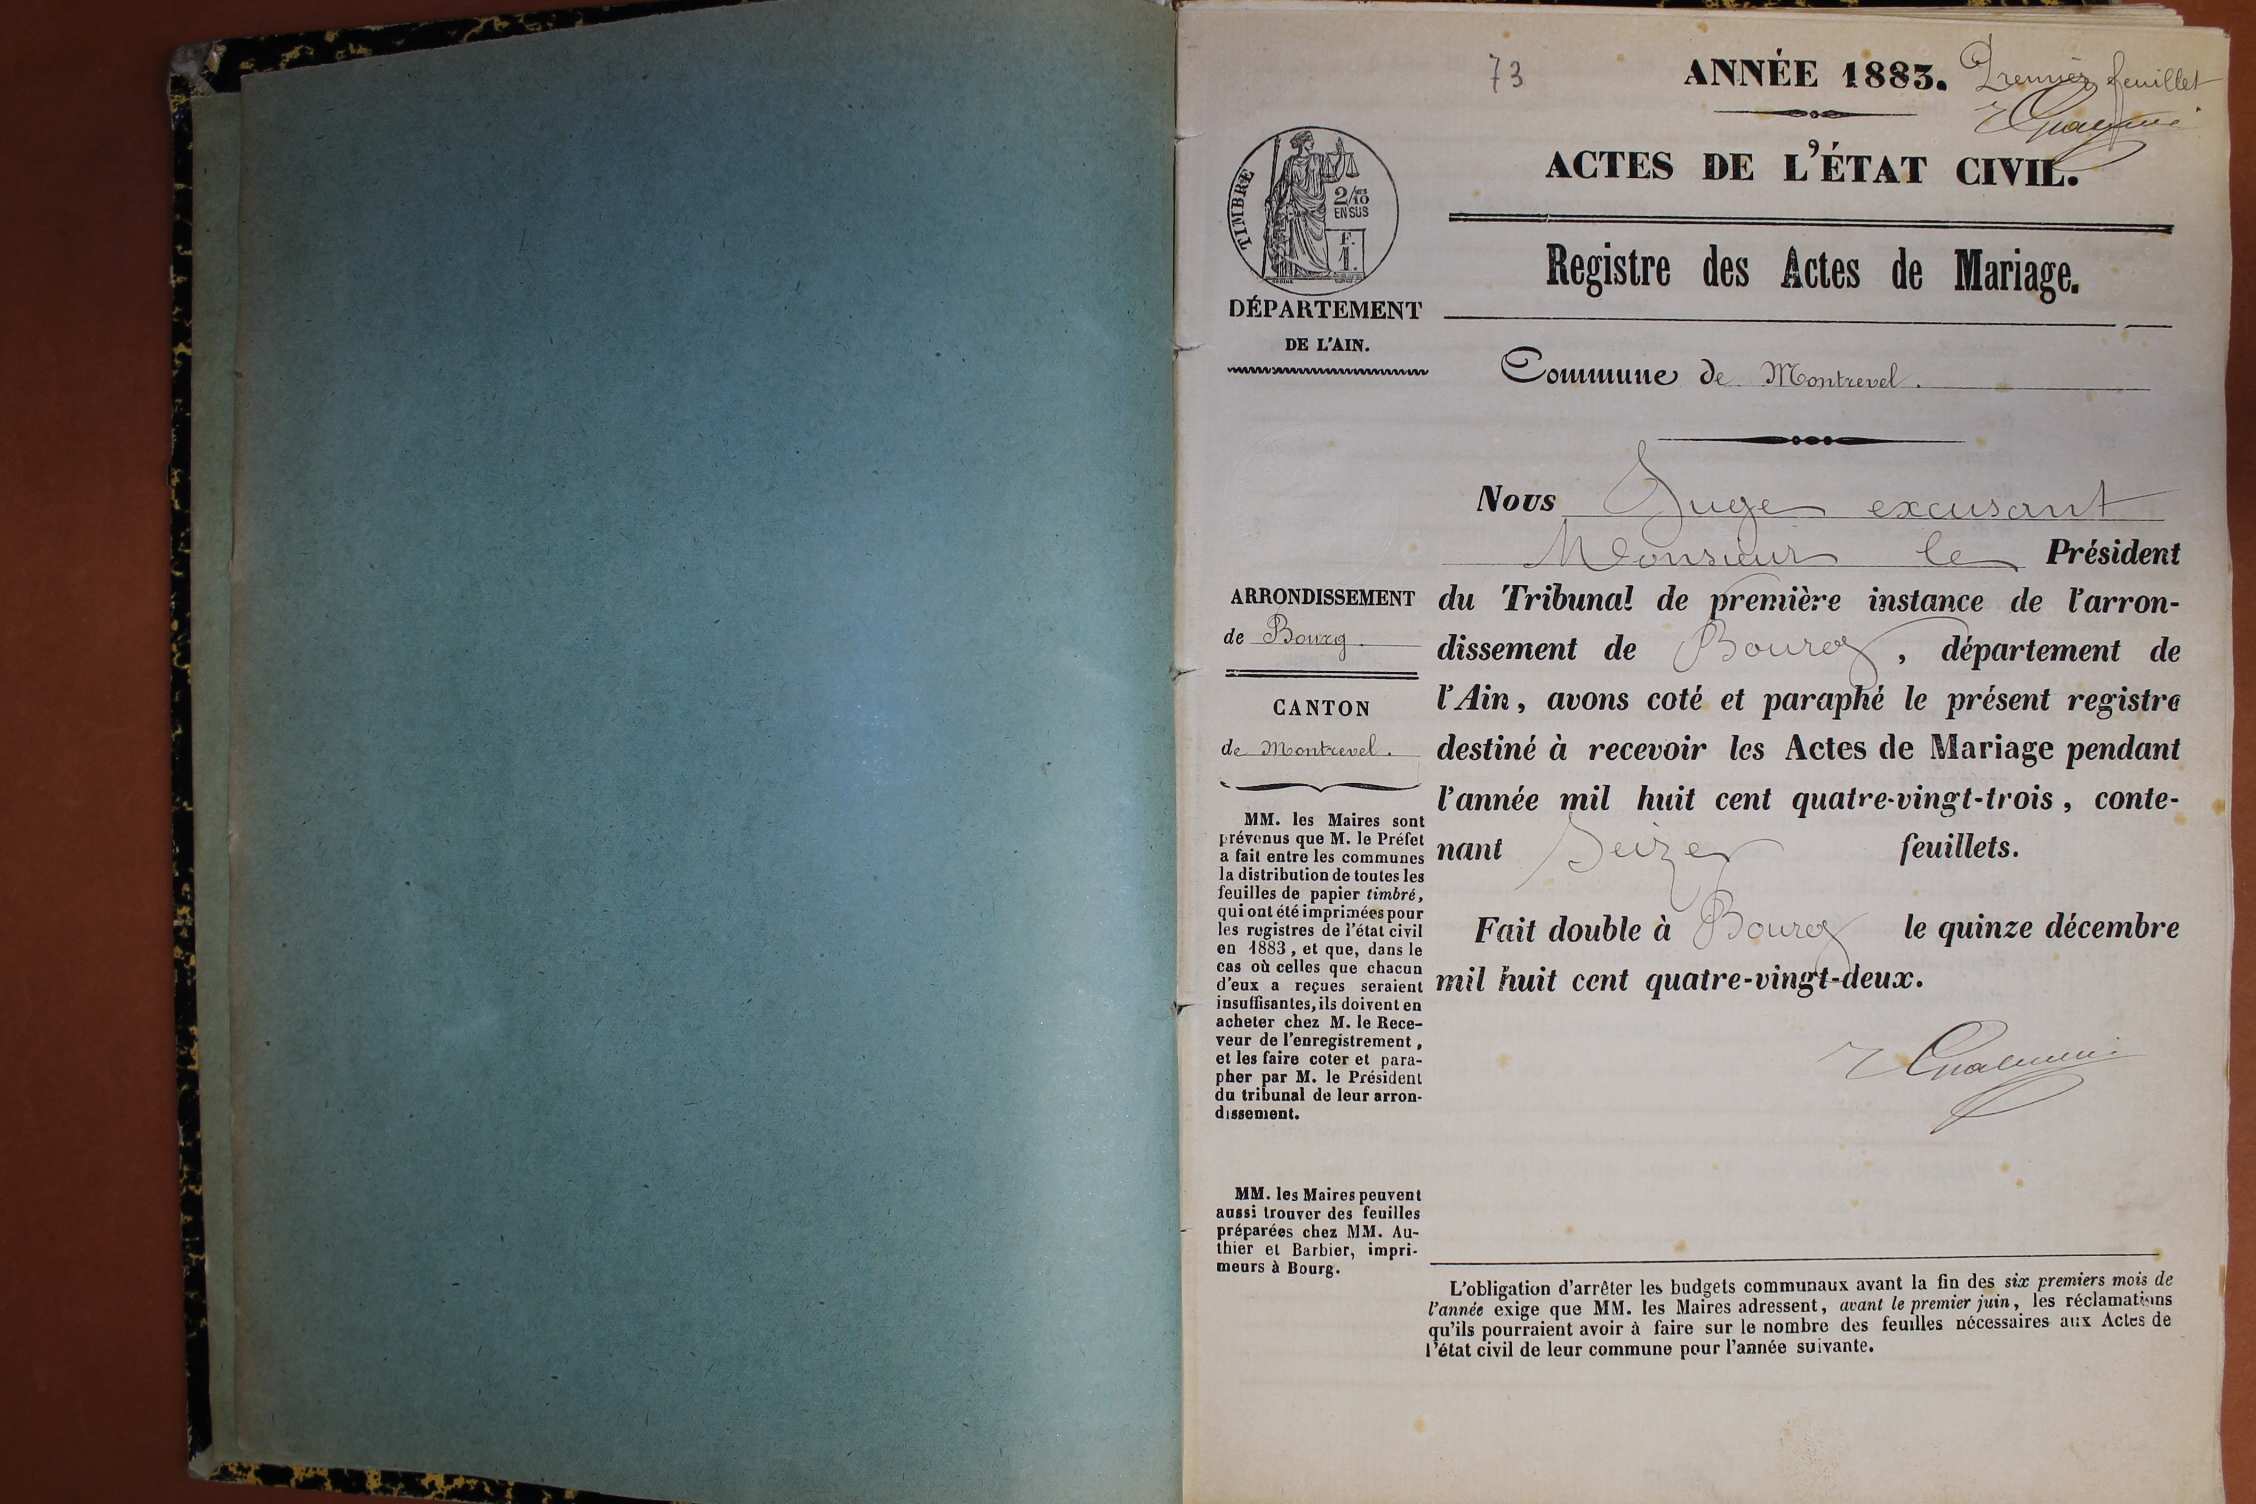 73
ANNÉE 1883. Premier feuillet
ACTES DE L'ÉTAT CIVIL.
TIMBRE
2/10 EN SUS
F. 1.
Registre des Actes de Mariage.
DÉPARTEMENT
DE L'AIN.
Commune de Montrevel.
Nous Juge excusant
Monsieur le Président
du Tribunal de première instance de l'arron-
dissement de Bourg, département de
l'Ain, avons coté et paraphé le présent registre
destiné à recevoir les Actes de Mariage pendant
l'année mil huit cent quatre-vingt-trois, conte-
nant Seize feuillets.
Fait double à Bourg le quinze décembre
mil huit cent quatre-vingt-deux.
ARRONDISSEMENT
de Bourg
CANTON
de Montrevel.
MM. les Maires sont
prévenus que M. le Préfet
a fait entre les communes
la distribution de toutes les
feuilles de papier timbré,
qui ont été imprimées pour
les registres de l'état civil
en 1883, et que, dans le
cas où celles que chacun
d'eux a reçues seraient
insuffisantes, ils doivent en
acheter chez M. le Rece-
veur de l'enregistrement,
et les faire coter et para-
pher par M. le Président
du tribunal de leur arron-
dissement.
MM. les Maires peuvent
aussi trouver des feuilles
préparées chez MM. Au-
thier et Barbier, impri-
meurs à Bourg.
L'obligation d'arrêter les budgets communaux avant la fin des six premiers mois de
l'année exige que MM. les Maires adressent, avant le premier juin, les réclamations
qu'ils pourraient avoir à faire sur le nombre des feuilles nécessaires aux Actes de
l'état civil de leur commune pour l'année suivante.